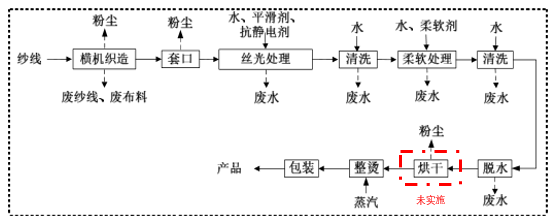 粉尘 粉尘 水、平滑剂、抗静电剂 水 水、柔软剂 水
纱线 横机织造 套口 丝光处理 清洗 柔软处理 清洗
废纱线、废布料 废水 废水 废水 废水
粉尘
产品 包装 整烫 烘干 脱水
蒸汽 未实施 废水